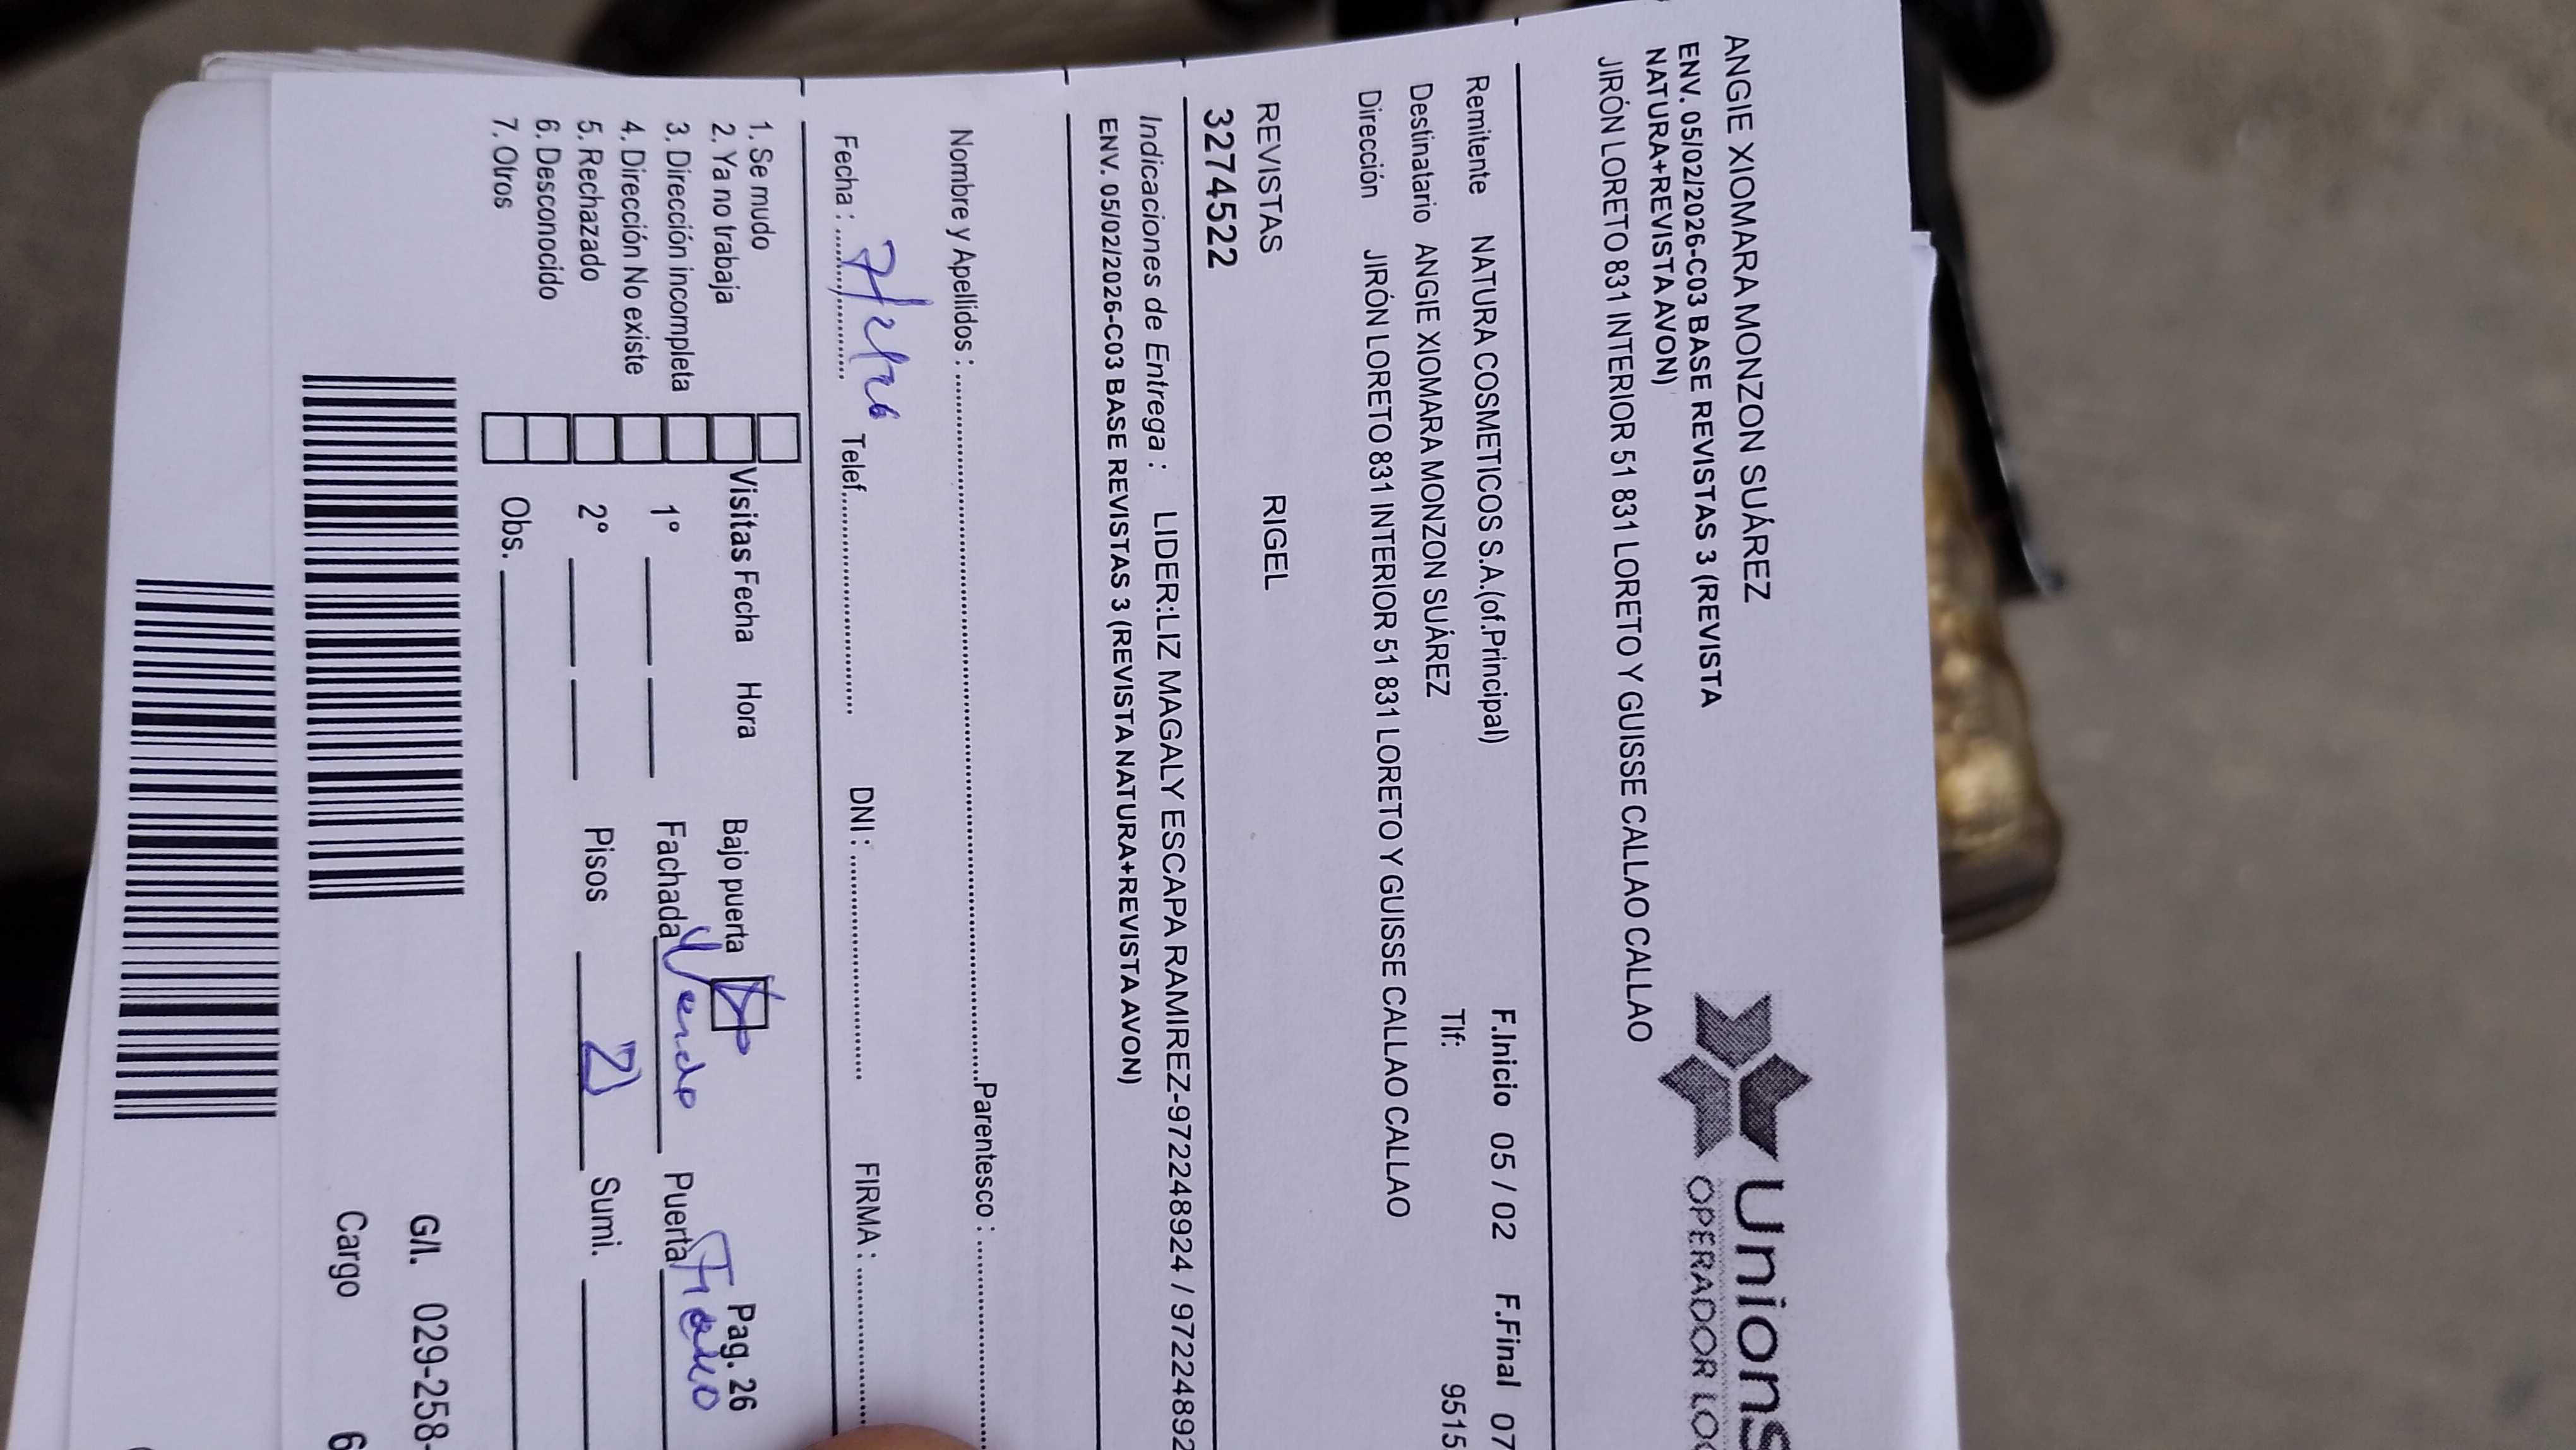 ANGIE XIOMARA MONZON SUÁREZ
ENV. 05/02/2026-C03 BASE REVISTAS 3 (REVISTA
NATURA+REVISTA AVON)
JIRÓN LORETO 831 INTERIOR 51 831 LORETO Y GUISSE CALLAO CALLAO
Unions
OPERADOR LOG
Remitente NATURA COSMETICOS S.A.(of.Principal) F.Inicio 05 / 02 F.Final 07
Destinatario ANGIE XIOMARA MONZON SUÁREZ Tlf: 9515
Dirección JIRÓN LORETO 831 INTERIOR 51 831 LORETO Y GUISSE CALLAO CALLAO
REVISTAS RIGEL
3274522
Indicaciones de Entrega : LIDER:LIZ MAGALY ESCAPA RAMIREZ-972248924 / 97224892
ENV. 05/02/2026-C03 BASE REVISTAS 3 (REVISTA NATURA+REVISTA AVON)
Nombre y Apellidos : Parentesco :
Fecha : Telef. DNI : FIRMA :
1. Se mudo
2. Ya no trabaja
3. Dirección incompleta
4. Dirección No existe
5. Rechazado
6. Desconocido
7. Otros
Visitas Fecha Hora Bajo puerta Pag. 26
1° Fachada Verde Puerta Fierro
2° Pisos 2 Sumi.
Obs.
G/I. 029-258-
Cargo 6